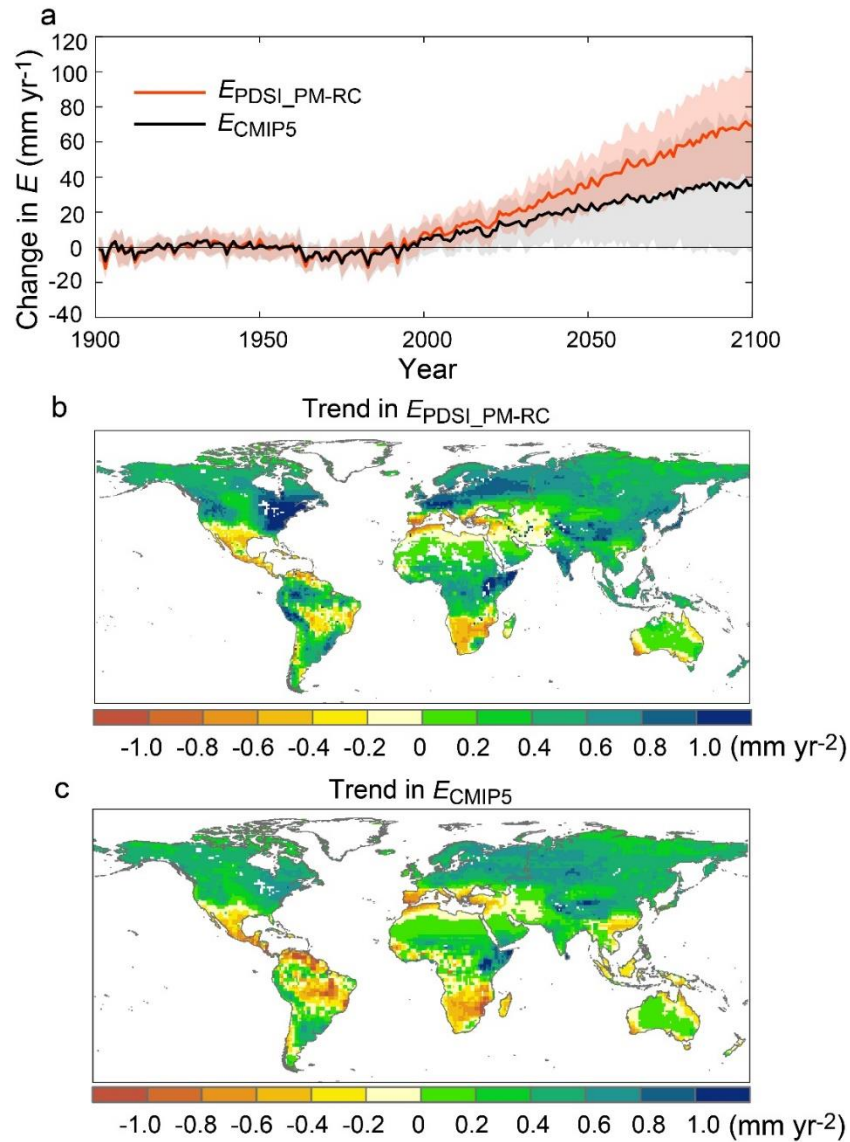 a
120
100
80
60
40
20
0
-20
-40
Change in E (mm yr-1)
EPDSI_PM-RC
ECMIP5
1900 1950 2000 2050 2100
Year
b
Trend in EPDSI_PM-RC
-1.0 -0.8 -0.6 -0.4 -0.2 0 0.2 0.4 0.6 0.8 1.0 (mm yr-2)
c
Trend in ECMIP5
-1.0 -0.8 -0.6 -0.4 -0.2 0 0.2 0.4 0.6 0.8 1.0 (mm yr-2)